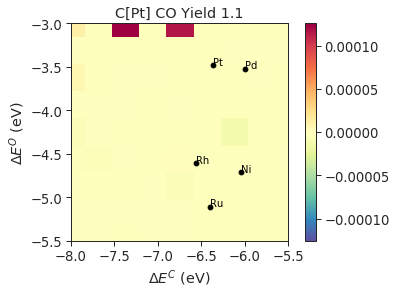 C[Pt] CO Yield 1.1
−3.0
−3.5
−4.0
−4.5
−5.0
−5.5
ΔE^O (eV)
Pt
Pd
Rh
Ni
Ru
−8.0 −7.5 −7.0 −6.5 −6.0 −5.5
ΔE^C (eV)
0.00010
0.00005
0.00000
−0.00005
−0.00010